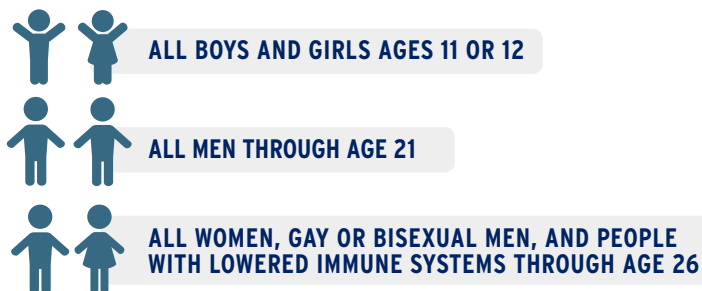 ALL BOYS AND GIRLS AGES 11 OR 12
ALL MEN THROUGH AGE 21
ALL WOMEN, GAY OR BISEXUAL MEN, AND PEOPLE
WITH LOWERED IMMUNE SYSTEMS THROUGH AGE 26